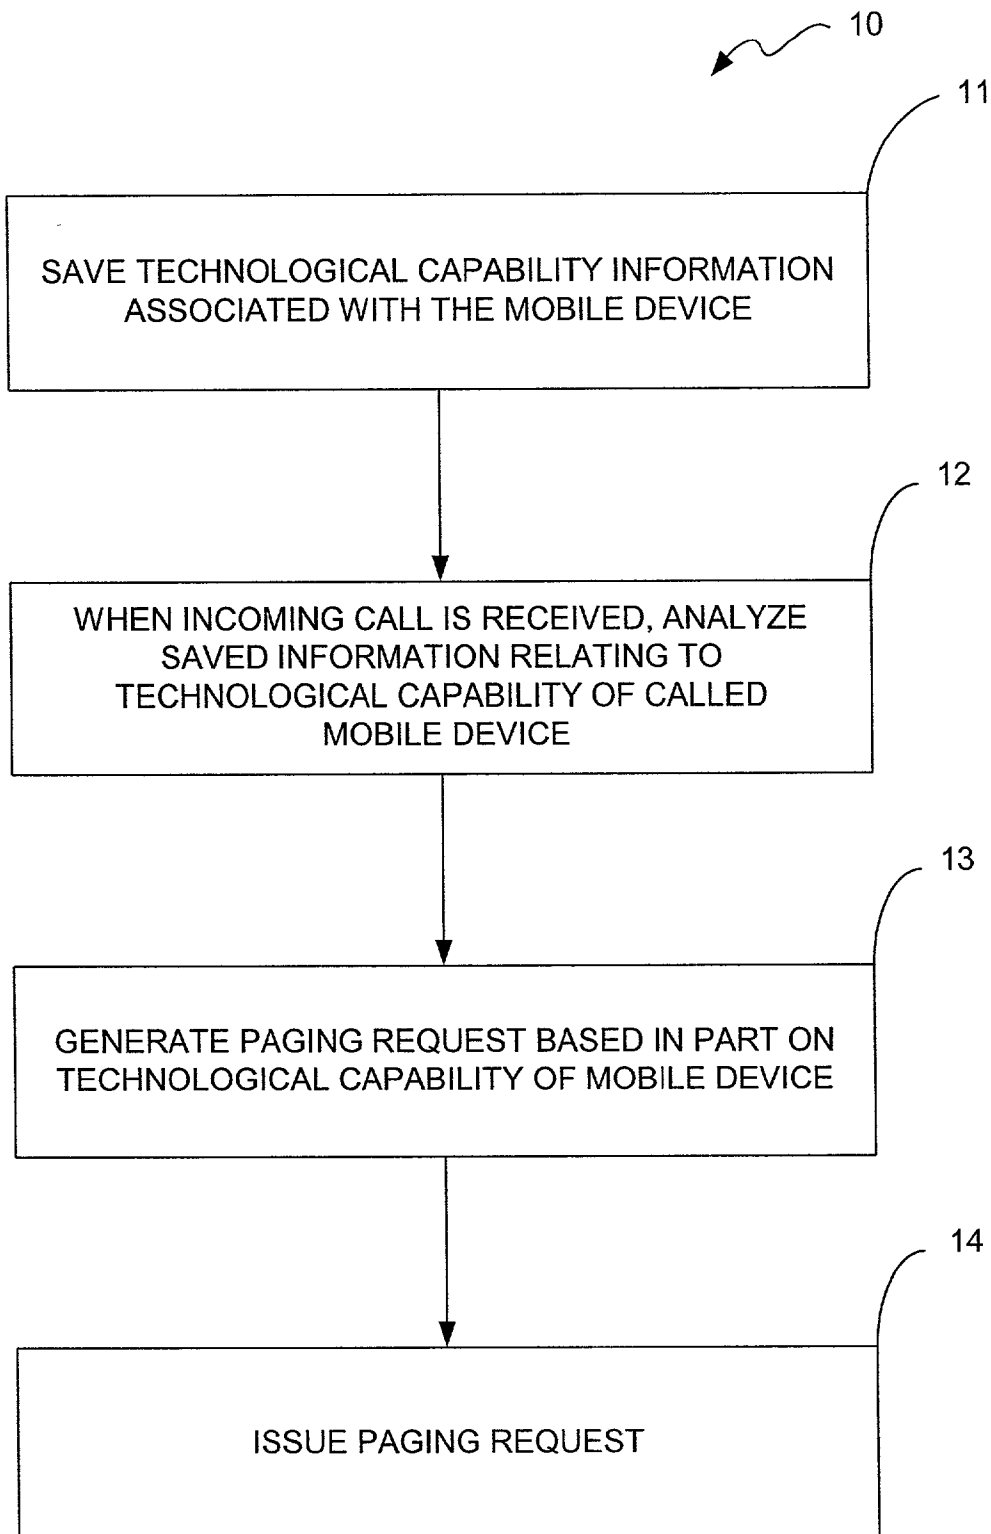 10
11
SAVE TECHNOLOGICAL CAPABILITY INFORMATION
ASSOCIATED WITH THE MOBILE DEVICE
12
WHEN INCOMING CALL IS RECEIVED, ANALYZE
SAVED INFORMATION RELATING TO
TECHNOLOGICAL CAPABILITY OF CALLED
MOBILE DEVICE
13
GENERATE PAGING REQUEST BASED IN PART ON
TECHNOLOGICAL CAPABILITY OF MOBILE DEVICE
14
ISSUE PAGING REQUEST